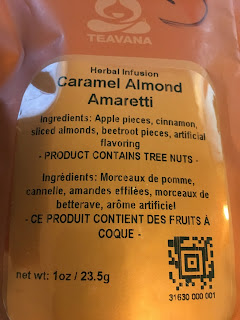 TEAVANA
Herbal Infusion
Caramel Almond
Amaretti
Ingredients: Apple pieces, cinnamon,
sliced almonds, beetroot pieces, artificial
flavoring
- PRODUCT CONTAINS TREE NUTS -
Ingrédients: Morceaux de pomme,
cannelle, amandes effilées, morceaux de
betterave, arôme artificiel
- CE PRODUIT CONTIENT DES FRUITS À
COQUE -
net wt: 1oz / 23.5g
31630 000 001